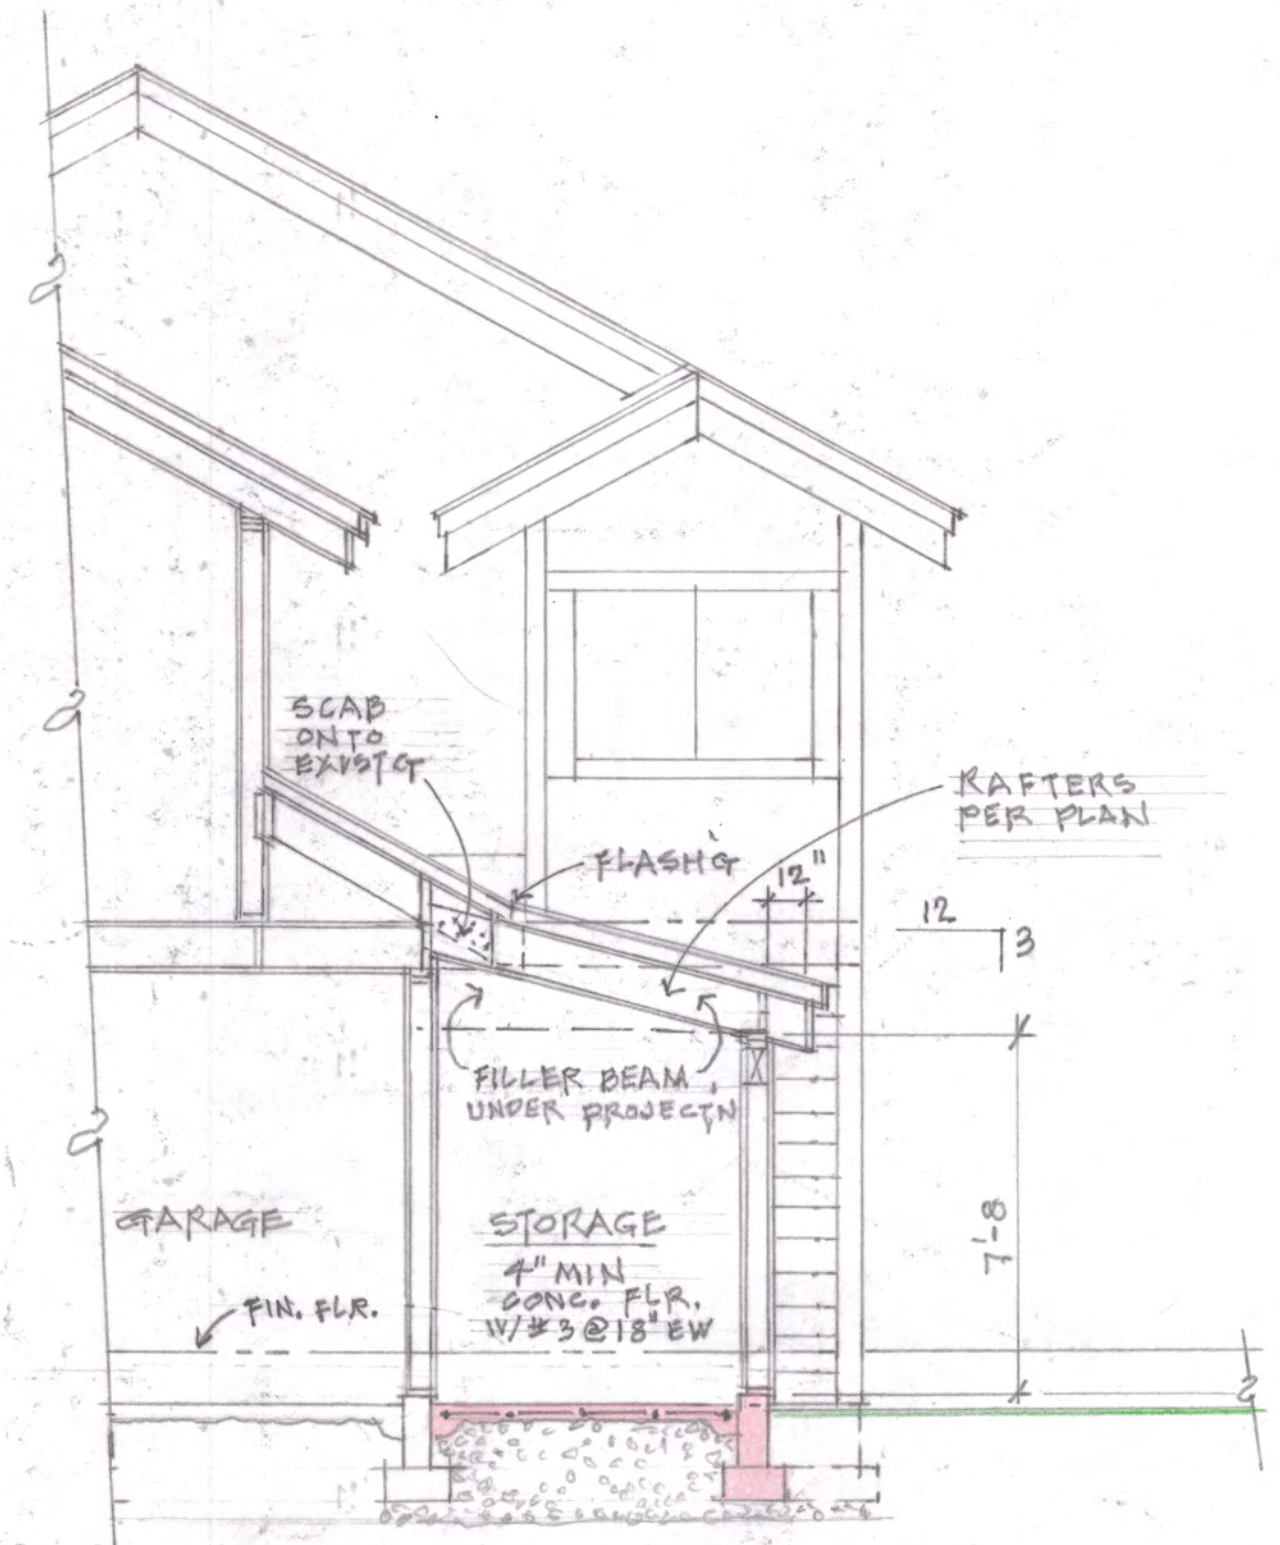 SCAB
ONTO
EXIST'G
FLASH'G
RAFTERS
PER PLAN
12"
12
3
FILLER BEAM
UNDER PROJECT'N
7'-8
GARAGE
STORAGE
4" MIN
CONC. FLR.
W/#3 @ 18" EW
FIN. FLR.